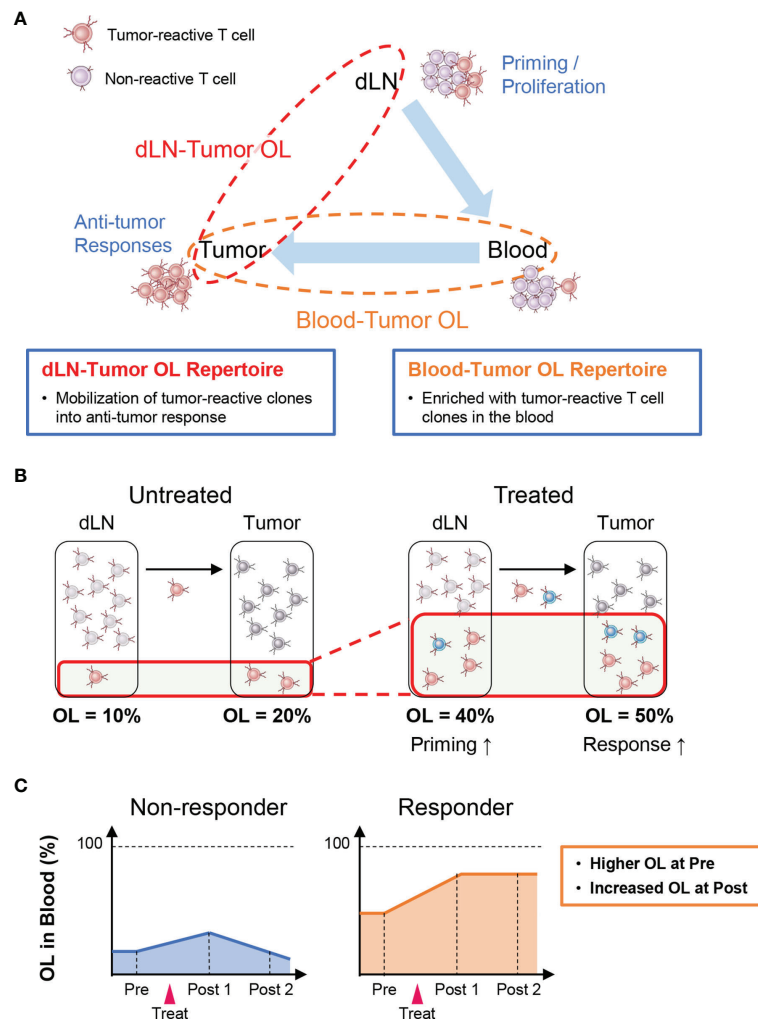 A
Tumor-reactive T cell
Non-reactive T cell
dLN
Priming /
Proliferation
dLN-Tumor OL
Anti-tumor
Responses
Tumor
Blood
Blood-Tumor OL
dLN-Tumor OL Repertoire
• Mobilization of tumor-reactive clones
into anti-tumor response
Blood-Tumor OL Repertoire
• Enriched with tumor-reactive T cell
clones in the blood
B
Untreated
Treated
dLN
Tumor
dLN
Tumor
OL = 10%
OL = 20%
OL = 40%
OL = 50%
Priming ↑
Response ↑
C
Non-responder
Responder
OL in Blood (%)
100
100
• Higher OL at Pre
• Increased OL at Post
Pre
Post 1
Post 2
Treat
Pre
Post 1
Post 2
Treat